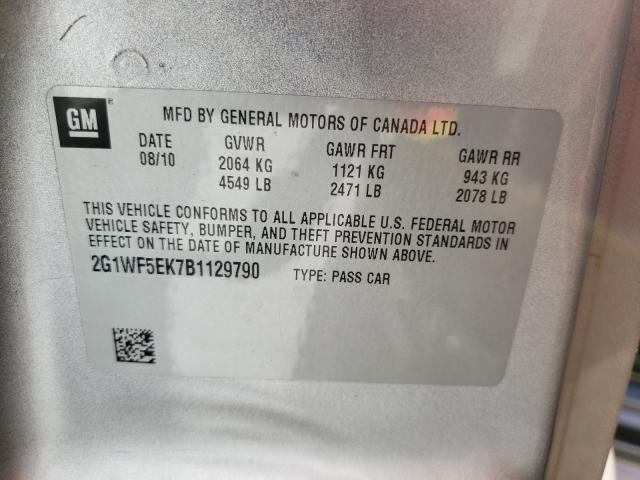 GM
MFD BY GENERAL MOTORS OF CANADA LTD.
DATE GVWR GAWR FRT GAWR RR
08/10 2064 KG 1121 KG 943 KG
4549 LB 2471 LB 2078 LB
THIS VEHICLE CONFORMS TO ALL APPLICABLE U.S. FEDERAL MOTOR
VEHICLE SAFETY, BUMPER, AND THEFT PREVENTION STANDARDS IN
EFFECT ON THE DATE OF MANUFACTURE SHOWN ABOVE.
2G1WF5EK7B1129790 TYPE: PASS CAR